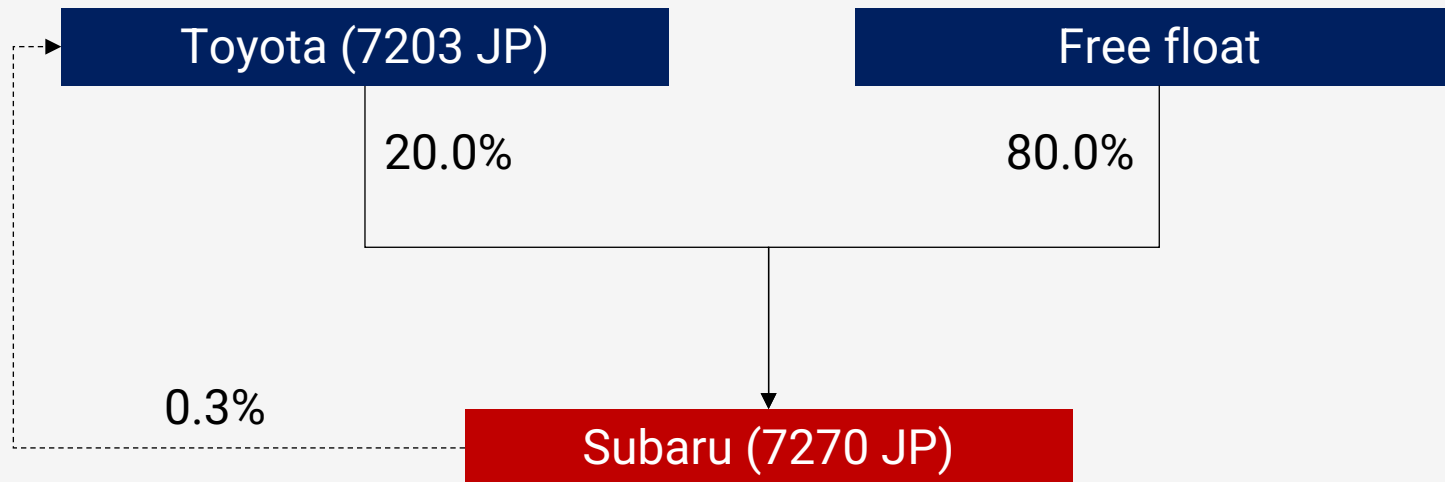 Toyota (7203 JP)
Free float
20.0%
80.0%
0.3%
Subaru (7270 JP)